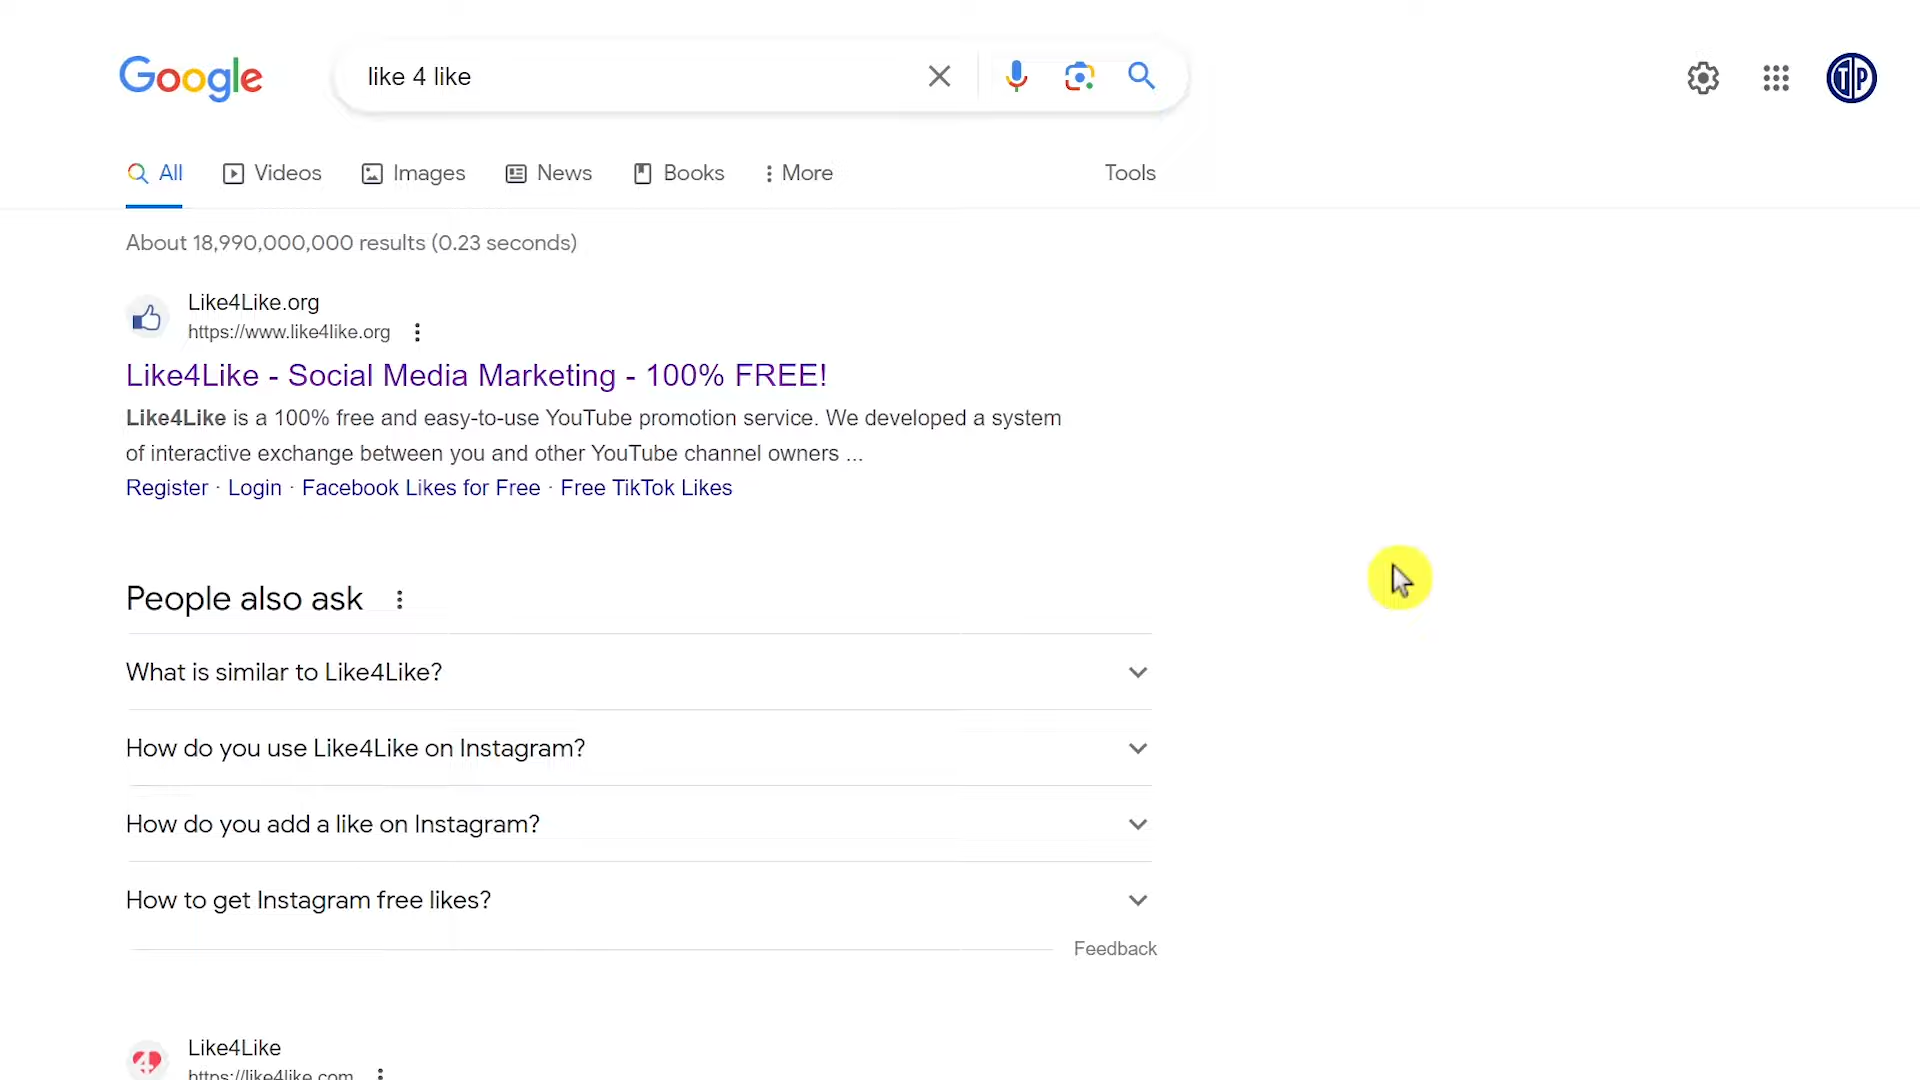 Google
like 4 like
All Videos Images News Books More Tools
About 18,990,000,000 results (0.23 seconds)
Like4Like.org
https://www.like4like.org
Like4Like - Social Media Marketing - 100% FREE!
Like4Like is a 100% free and easy-to-use YouTube promotion service. We developed a system
of interactive exchange between you and other YouTube channel owners ...
Register · Login · Facebook Likes for Free · Free TikTok Likes
People also ask
What is similar to Like4Like?
How do you use Like4Like on Instagram?
How do you add a like on Instagram?
How to get Instagram free likes?
Feedback
Like4Like
https://like4like.com